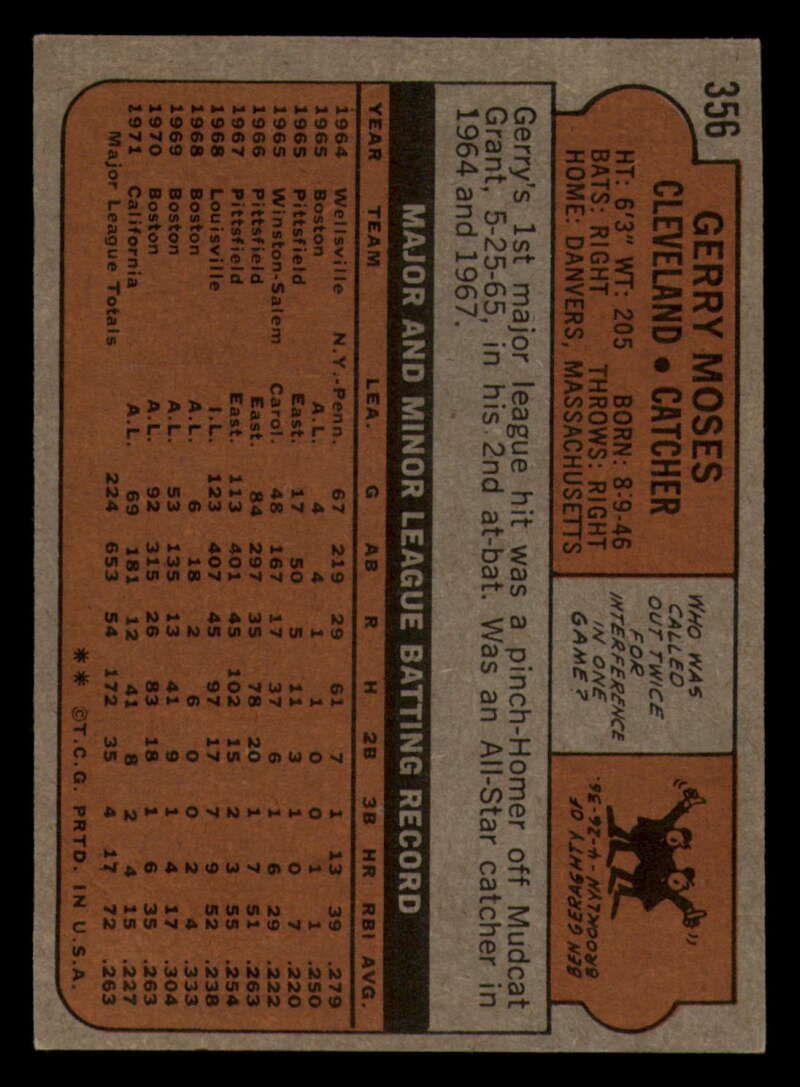 356
GERRY MOSES
CLEVELAND • CATCHER
HT: 6'3" WT: 205 BORN: 8-9-46
BATS: RIGHT THROWS: RIGHT
HOME: DANVERS, MASSACHUSETTS
WHO WAS
CALLED
OUT TWICE
FOR
INTERFERENCE
IN ONE
GAME?
BEN GERAGHTY OF
BROOKLYN - 4-26-36
Gerry's 1st major league hit was a pinch-Homer off Mudcat
Grant, 5-25-65, in his 2nd at-bat. Was an All-Star catcher in
1964 and 1967.
MAJOR AND MINOR LEAGUE BATTING RECORD
YEAR TEAM LEA. G AB R H 2B 3B HR RBI AVG.
1964 Wellsville N.Y.-Penn. 67 219 29 61 7 1 13 39 .279
1965 Boston A.L. 4 4 1 1 0 0 1 1 .250
1965 Pittsfield East. 17 50 5 11 3 1 0 7 .220
1965 Winston-Salem Carol. 48 167 17 37 6 1 6 29 .222
1966 Pittsfield East. 84 297 35 78 20 1 7 51 .263
1967 Pittsfield East. 113 401 45 102 15 2 3 55 .254
1968 Louisville I.L. 123 407 45 97 17 7 9 52 .238
1968 Boston A.L. 6 18 2 6 0 0 2 4 .333
1969 Boston A.L. 53 135 13 41 9 1 4 17 .304
1970 Boston A.L. 92 315 26 83 18 1 6 35 .263
1971 California A.L. 69 181 12 41 8 2 4 15 .227
Major League Totals 224 653 54 172 35 4 17 72 .263
** ©T.C.G. PRTD. IN U.S.A.